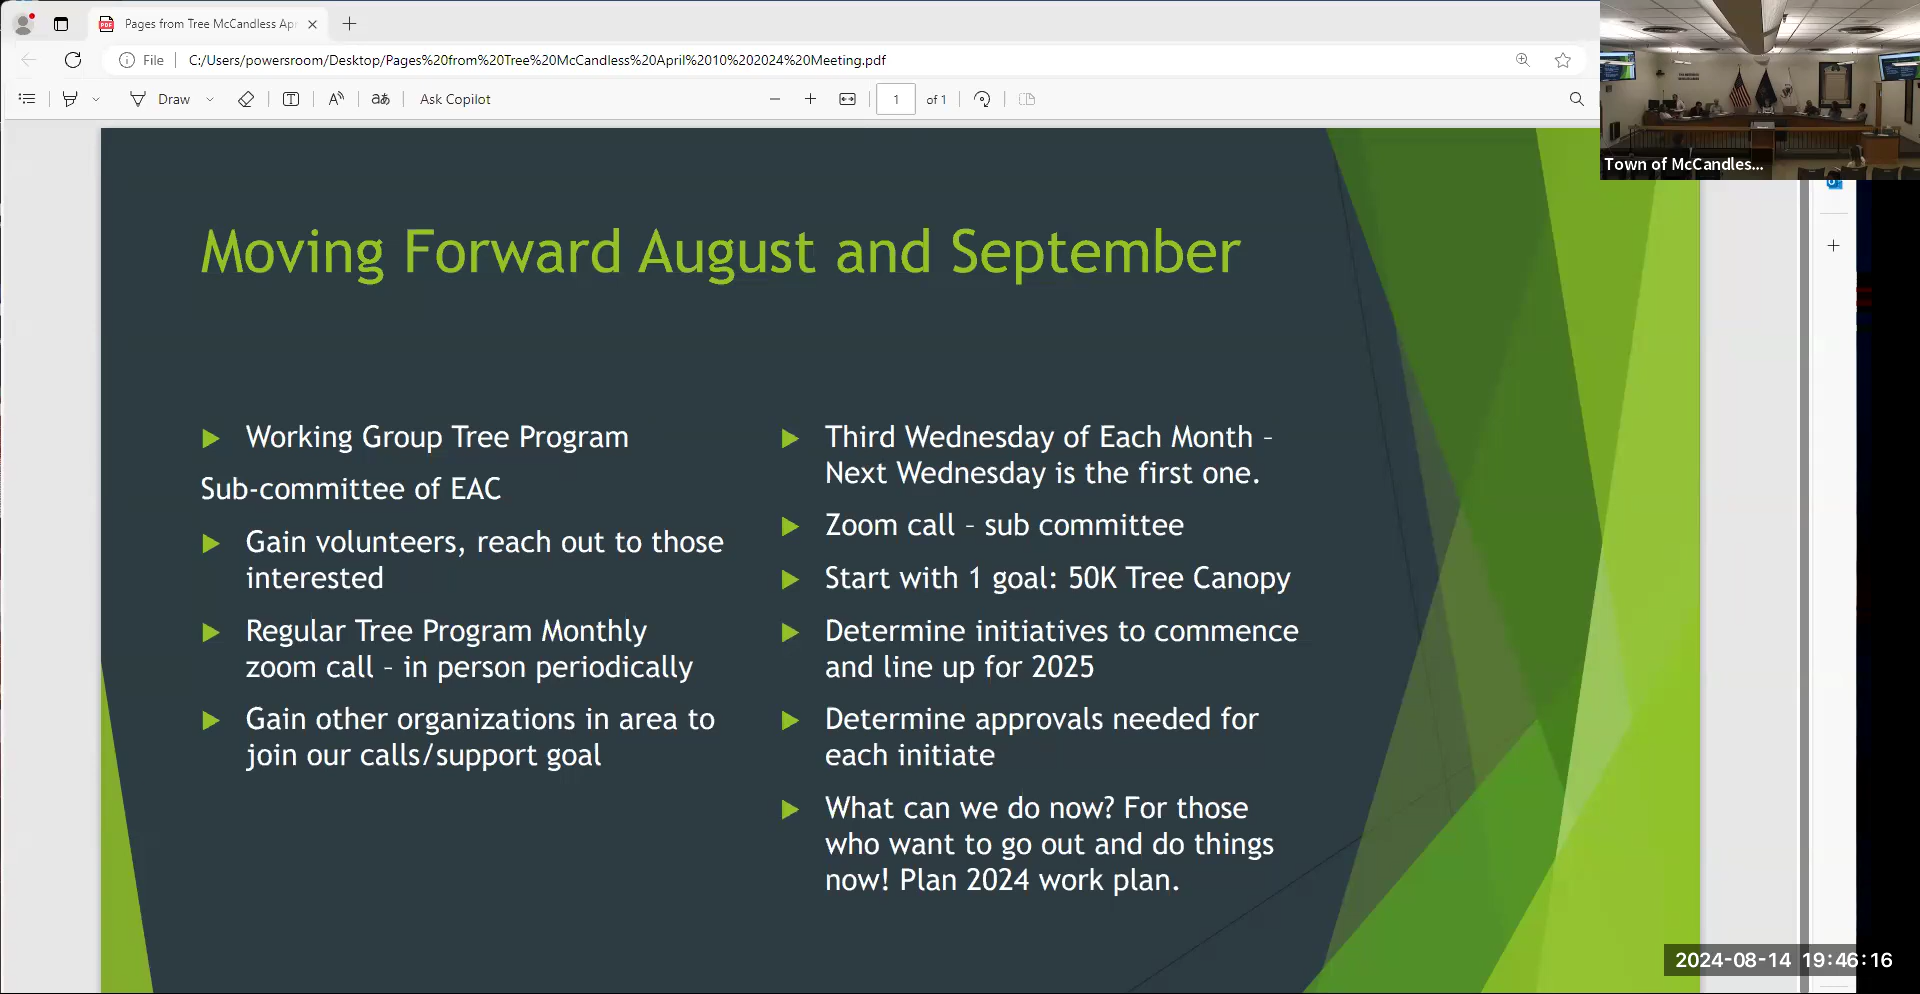 Pages from Tree McCandless Apr
File
C:/Users/powersroom/Desktop/Pages%20from%20Tree%20McCandless%20April%2010%202024%20Meeting.pdf
Draw
Ask Copilot
1 of 1
Town of McCandles...
Moving Forward August and September
Working Group Tree Program
Sub-committee of EAC
Gain volunteers, reach out to those
interested
Regular Tree Program Monthly
zoom call – in person periodically
Gain other organizations in area to
join our calls/support goal
Third Wednesday of Each Month –
Next Wednesday is the first one.
Zoom call – sub committee
Start with 1 goal: 50K Tree Canopy
Determine initiatives to commence
and line up for 2025
Determine approvals needed for
each initiate
What can we do now? For those
who want to go out and do things
now! Plan 2024 work plan.
2024-08-14 19:46:16